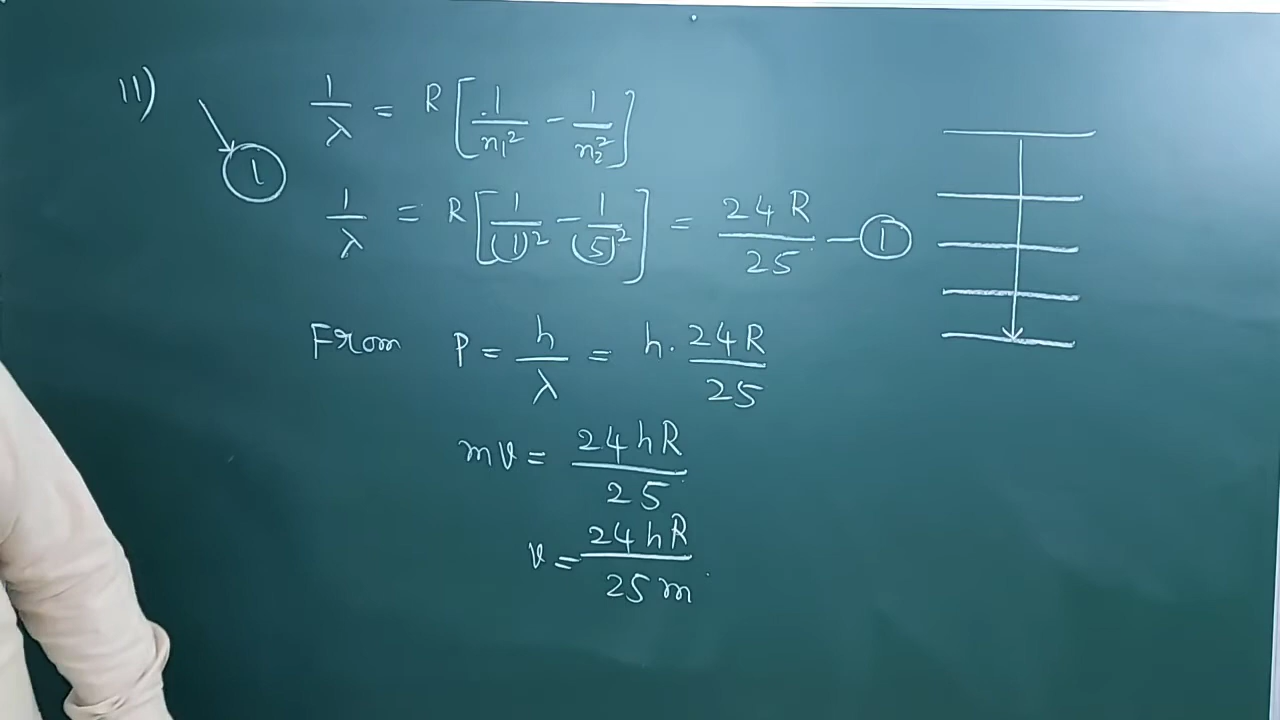 11) 1/λ = R [1/n₁² - 1/n₂²]
①
1/λ = R [1/(1)² - 1/(5)²] = 24R/25 — ①
From P = h/λ = h. 24R/25
mv = 24hR/25
v = 24hR/25m